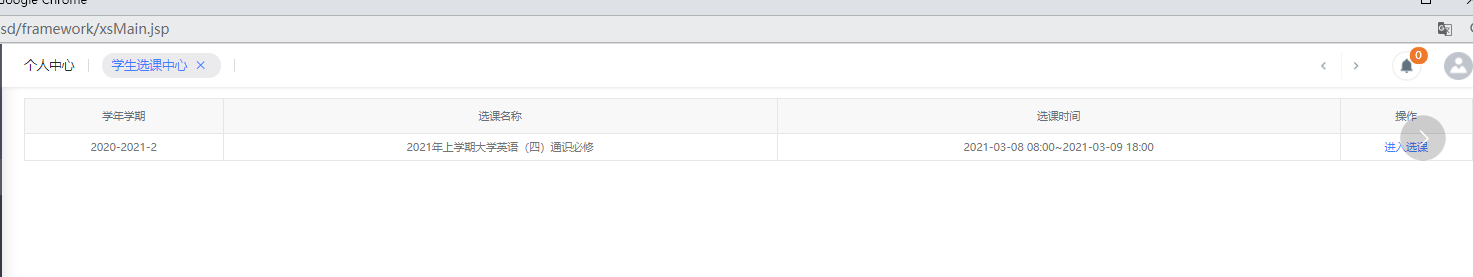 Google Chrome
sd/framework/xsMain.jsp
个人中心 学生选课中心 ×
0
学年学期 选课名称 选课时间 操作
2020-2021-2 2021年上学期大学英语（四）通识必修 2021-03-08 08:00~2021-03-09 18:00 进入选课